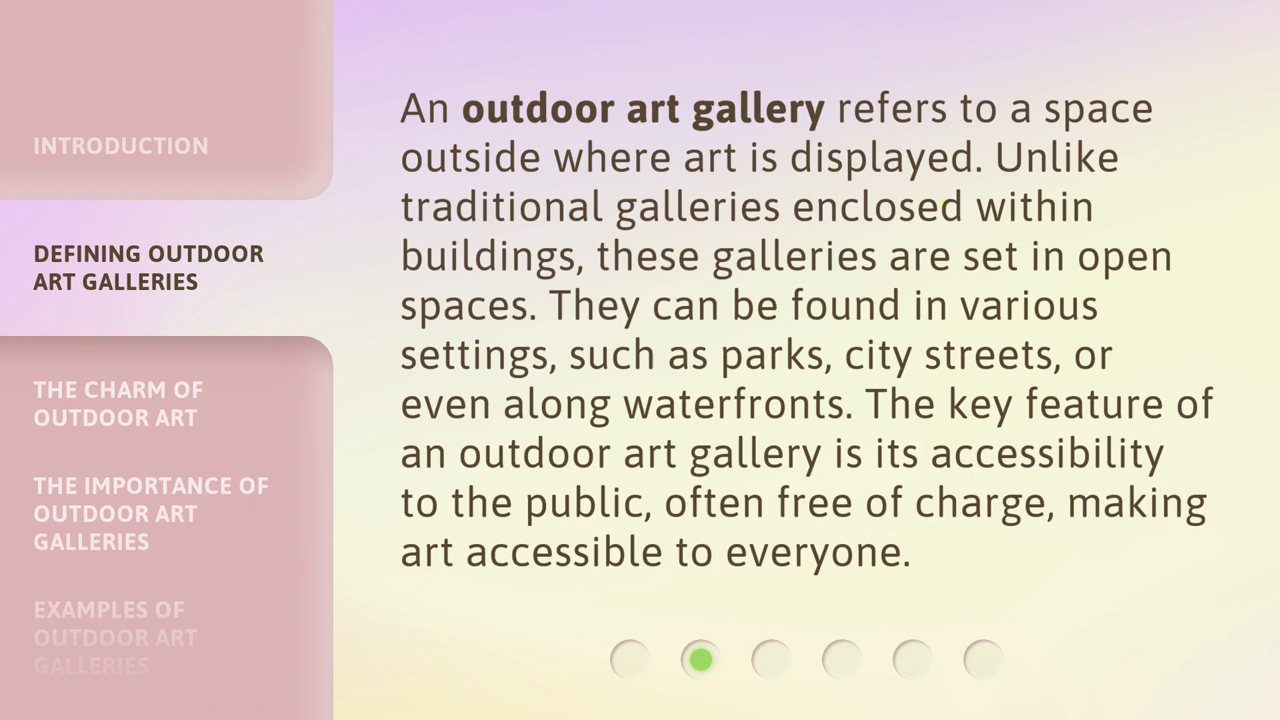 INTRODUCTION
DEFINING OUTDOOR
ART GALLERIES
THE CHARM OF
OUTDOOR ART
THE IMPORTANCE OF
OUTDOOR ART
GALLERIES
EXAMPLES OF
OUTDOOR ART
GALLERIES
An outdoor art gallery refers to a space
outside where art is displayed. Unlike
traditional galleries enclosed within
buildings, these galleries are set in open
spaces. They can be found in various
settings, such as parks, city streets, or
even along waterfronts. The key feature of
an outdoor art gallery is its accessibility
to the public, often free of charge, making
art accessible to everyone.